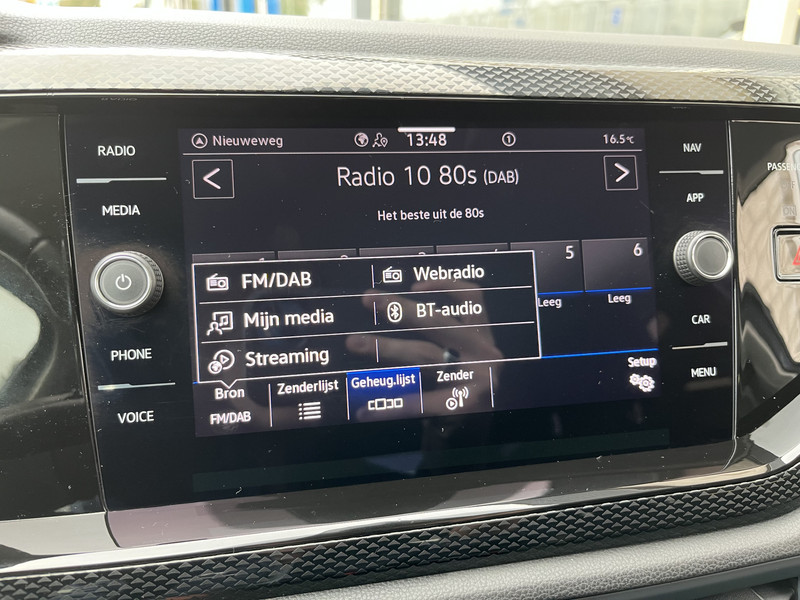 RADIO
MEDIA
PHONE
VOICE
Nieuweweg
13:48
1
16.5°C
Radio 10 80s (DAB)
Het beste uit de 80s
5
6
Leeg
Leeg
FM/DAB
Webradio
Mijn media
BT-audio
Streaming
Bron
FM/DAB
Zenderlijst
Geheug.lijst
Zender
Setup
NAV
APP
CAR
MENU